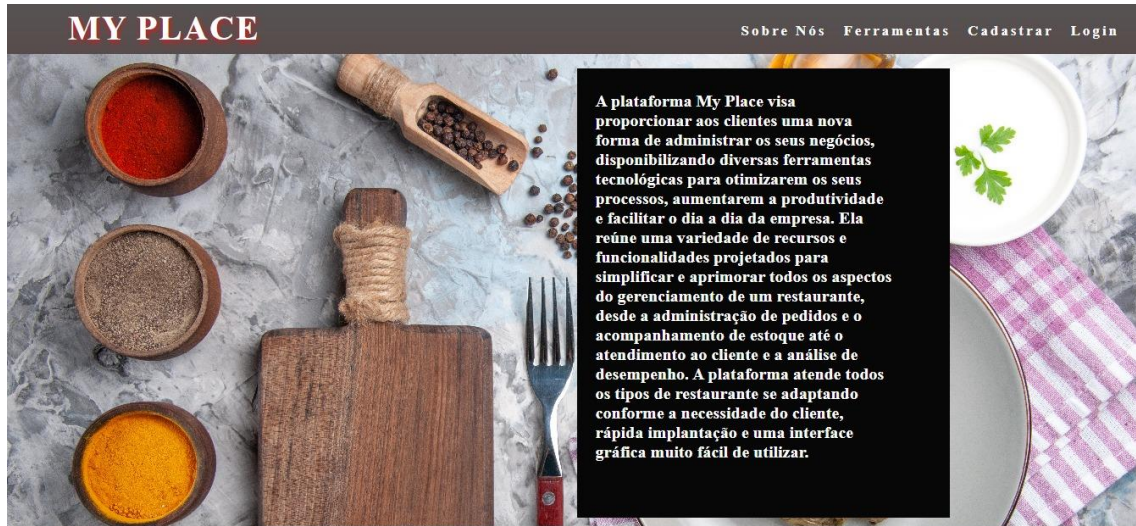 MY PLACE
Sobre Nós Ferramentas Cadastrar Login
A plataforma My Place visa
proporcionar aos clientes uma nova
forma de administrar os seus negócios,
disponibilizando diversas ferramentas
tecnológicas para otimizarem os seus
processos, aumentarem a produtividade
e facilitar o dia a dia da empresa. Ela
reúne uma variedade de recursos e
funcionalidades projetados para
simplificar e aprimorar todos os aspectos
do gerenciamento de um restaurante,
desde a administração de pedidos e o
acompanhamento de estoque até o
atendimento ao cliente e a análise de
desempenho. A plataforma atende todos
os tipos de restaurante se adaptando
conforme a necessidade do cliente,
rápida implantação e uma interface
gráfica muito fácil de utilizar.